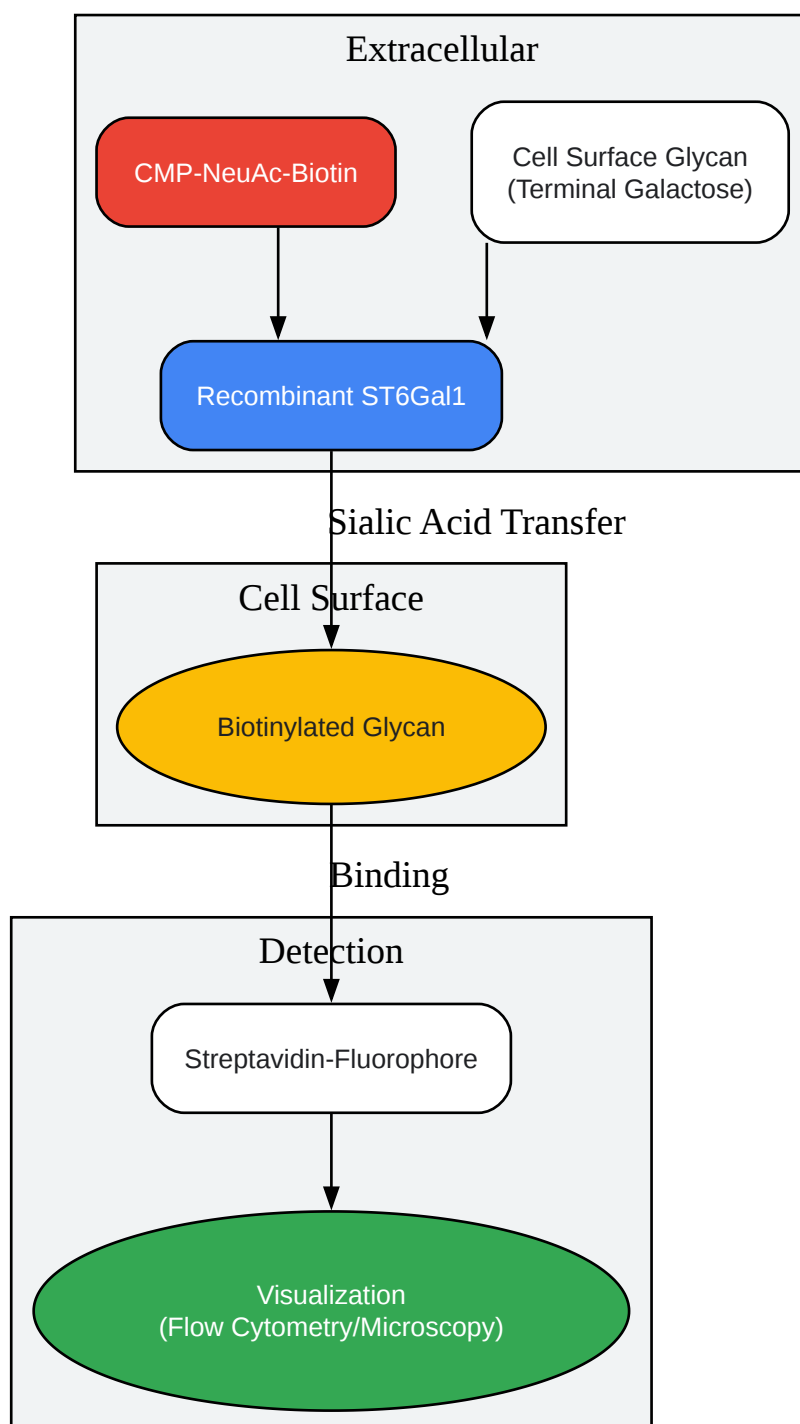 Extracellular
CMP-NeuAc-Biotin
Cell Surface Glycan
(Terminal Galactose)
Recombinant ST6Gal1
Sialic Acid Transfer
Cell Surface
Biotinylated Glycan
Binding
Detection
Streptavidin-Fluorophore
Visualization
(Flow Cytometry/Microscopy)